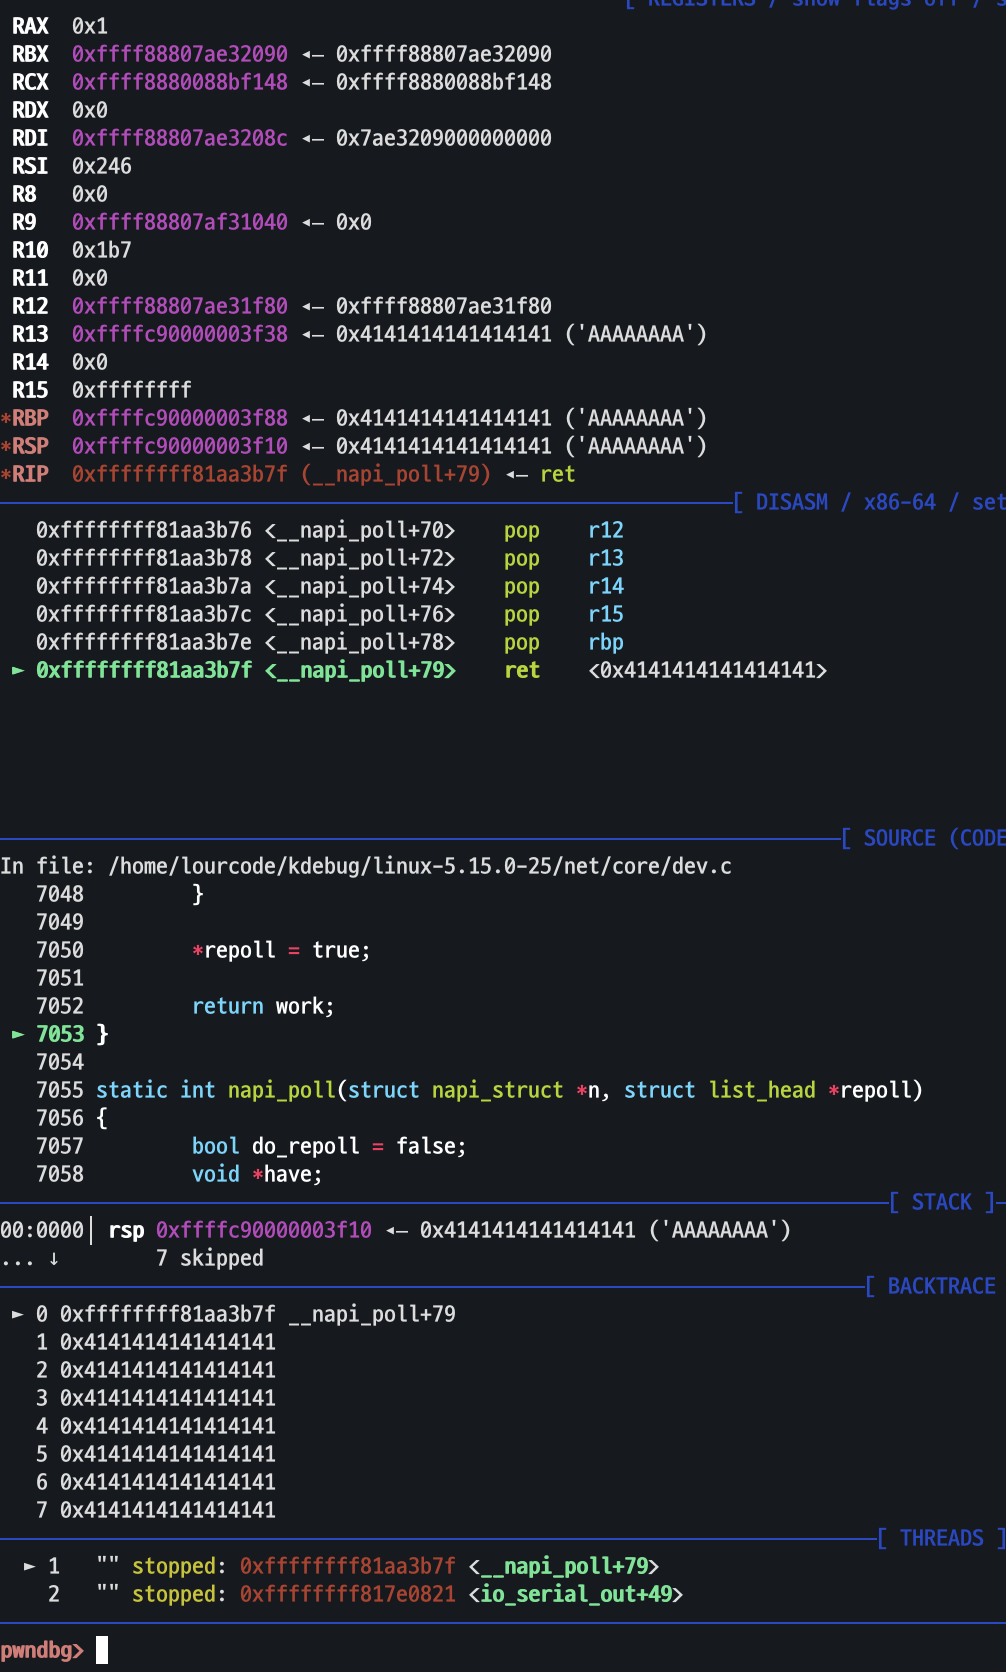 [ REGISTERS / show-flags off / s
RAX 0x1
RBX 0xffff88807ae32090 ◂— 0xffff88807ae32090
RCX 0xffff8880088bf148 ◂— 0xffff8880088bf148
RDX 0x0
RDI 0xffff88807ae3208c ◂— 0x7ae3209000000000
RSI 0x246
R8 0x0
R9 0xffff88807af31040 ◂— 0x0
R10 0x1b7
R11 0x0
R12 0xffff88807ae31f80 ◂— 0xffff88807ae31f80
R13 0xffffc90000003f38 ◂— 0x4141414141414141 ('AAAAAAAA')
R14 0x0
R15 0xffffffff
*RBP 0xffffc90000003f88 ◂— 0x4141414141414141 ('AAAAAAAA')
*RSP 0xffffc90000003f10 ◂— 0x4141414141414141 ('AAAAAAAA')
*RIP 0xffffffff81aa3b7f (__napi_poll+79) ◂— ret
[ DISASM / x86-64 / set
0xffffffff81aa3b76 <__napi_poll+70> pop r12
0xffffffff81aa3b78 <__napi_poll+72> pop r13
0xffffffff81aa3b7a <__napi_poll+74> pop r14
0xffffffff81aa3b7c <__napi_poll+76> pop r15
0xffffffff81aa3b7e <__napi_poll+78> pop rbp
► 0xffffffff81aa3b7f <__napi_poll+79> ret <0x4141414141414141>
[ SOURCE (CODE
In file: /home/lourcode/kdebug/linux-5.15.0-25/net/core/dev.c
7048 }
7049
7050 *repoll = true;
7051
7052 return work;
► 7053 }
7054
7055 static int napi_poll(struct napi_struct *n, struct list_head *repoll)
7056 {
7057 bool do_repoll = false;
7058 void *have;
[ STACK ]
00:0000│ rsp 0xffffc90000003f10 ◂— 0x4141414141414141 ('AAAAAAAA')
... ↓ 7 skipped
[ BACKTRACE
► 0 0xffffffff81aa3b7f __napi_poll+79
1 0x4141414141414141
2 0x4141414141414141
3 0x4141414141414141
4 0x4141414141414141
5 0x4141414141414141
6 0x4141414141414141
7 0x4141414141414141
[ THREADS ]
► 1 "" stopped: 0xffffffff81aa3b7f <__napi_poll+79>
2 "" stopped: 0xffffffff817e0821 <io_serial_out+49>
pwndbg>